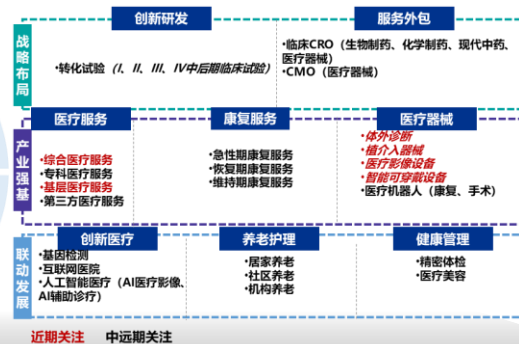 战略布局
创新研发
•转化试验（I、II、III、IV中后期临床试验）
服务外包
•临床CRO（生物制药、化学制药、现代中药、
医疗器械）
•CMO（医疗器械）
产业强基
医疗服务
•综合医疗服务
•专科医疗服务
•基层医疗服务
•第三方医疗服务
康复服务
•急性期康复服务
•恢复期康复服务
•维持期康复服务
医疗器械
•体外诊断
•植介入器械
•医疗影像设备
•智能可穿戴设备
•医疗机器人（康复、手术）
联动发展
创新医疗
•基因检测
•互联网医院
•人工智能医疗（AI医疗影像、
AI辅助诊疗）
养老护理
•居家养老
•社区养老
•机构养老
健康管理
•精密体检
•医疗美容
近期关注 中远期关注